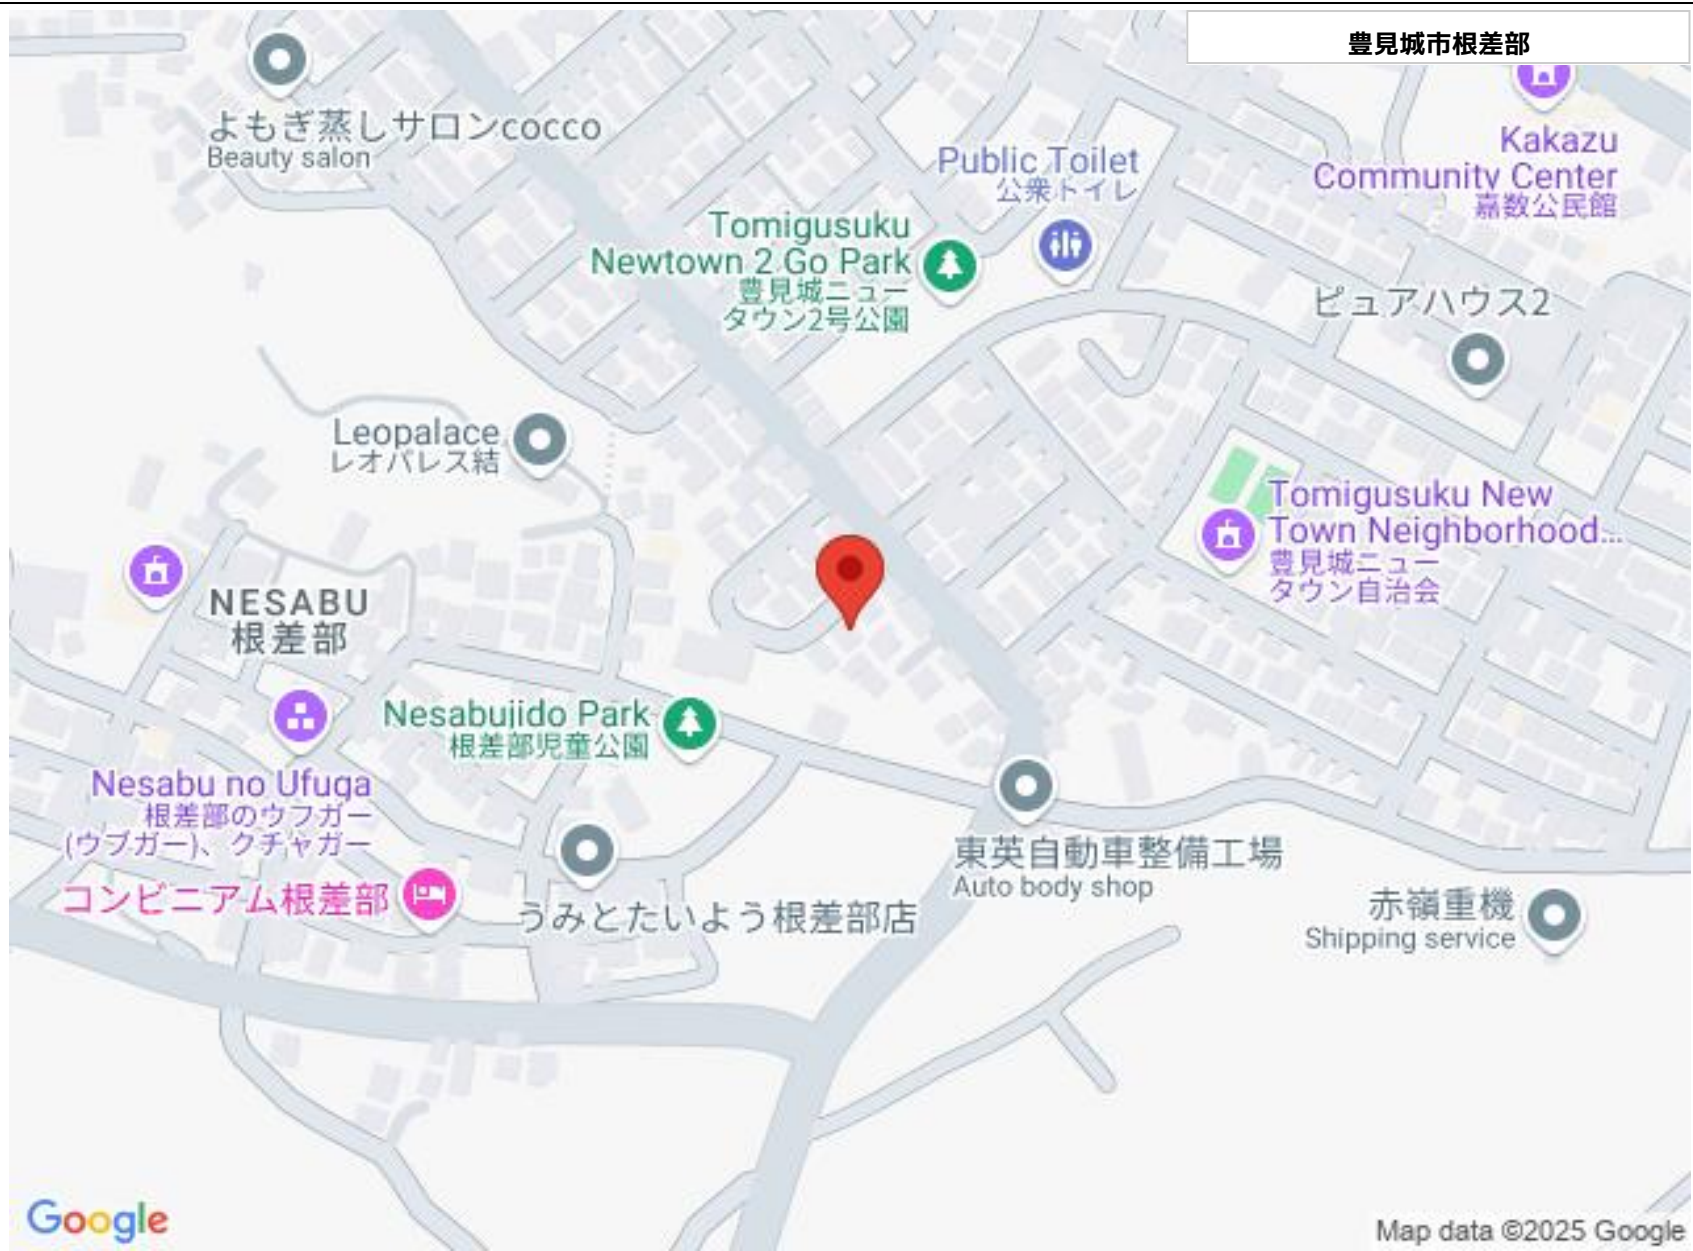 豊見城市根差部
よもぎ蒸しサロンcocco
Beauty salon
Public Toilet
公衆トイレ
Kakazu
Community Center
嘉数公民館
Tomigusuku
Newtown 2 Go Park
豊見城ニュー
タウン2号公園
ピュアハウス2
Leopalace
レオパレス結
Tomigusuku New
Town Neighborhood...
豊見城ニュー
タウン自治会
NESABU
根差部
Nesabujido Park
根差部児童公園
Nesabu no Ufuga
根差部のウフガー
(ウブガー)、クチャガー
東英自動車整備工場
Auto body shop
コンビニアム根差部
うみとたいよう根差部店
赤嶺重機
Shipping service
Google
Map data ©2025 Google